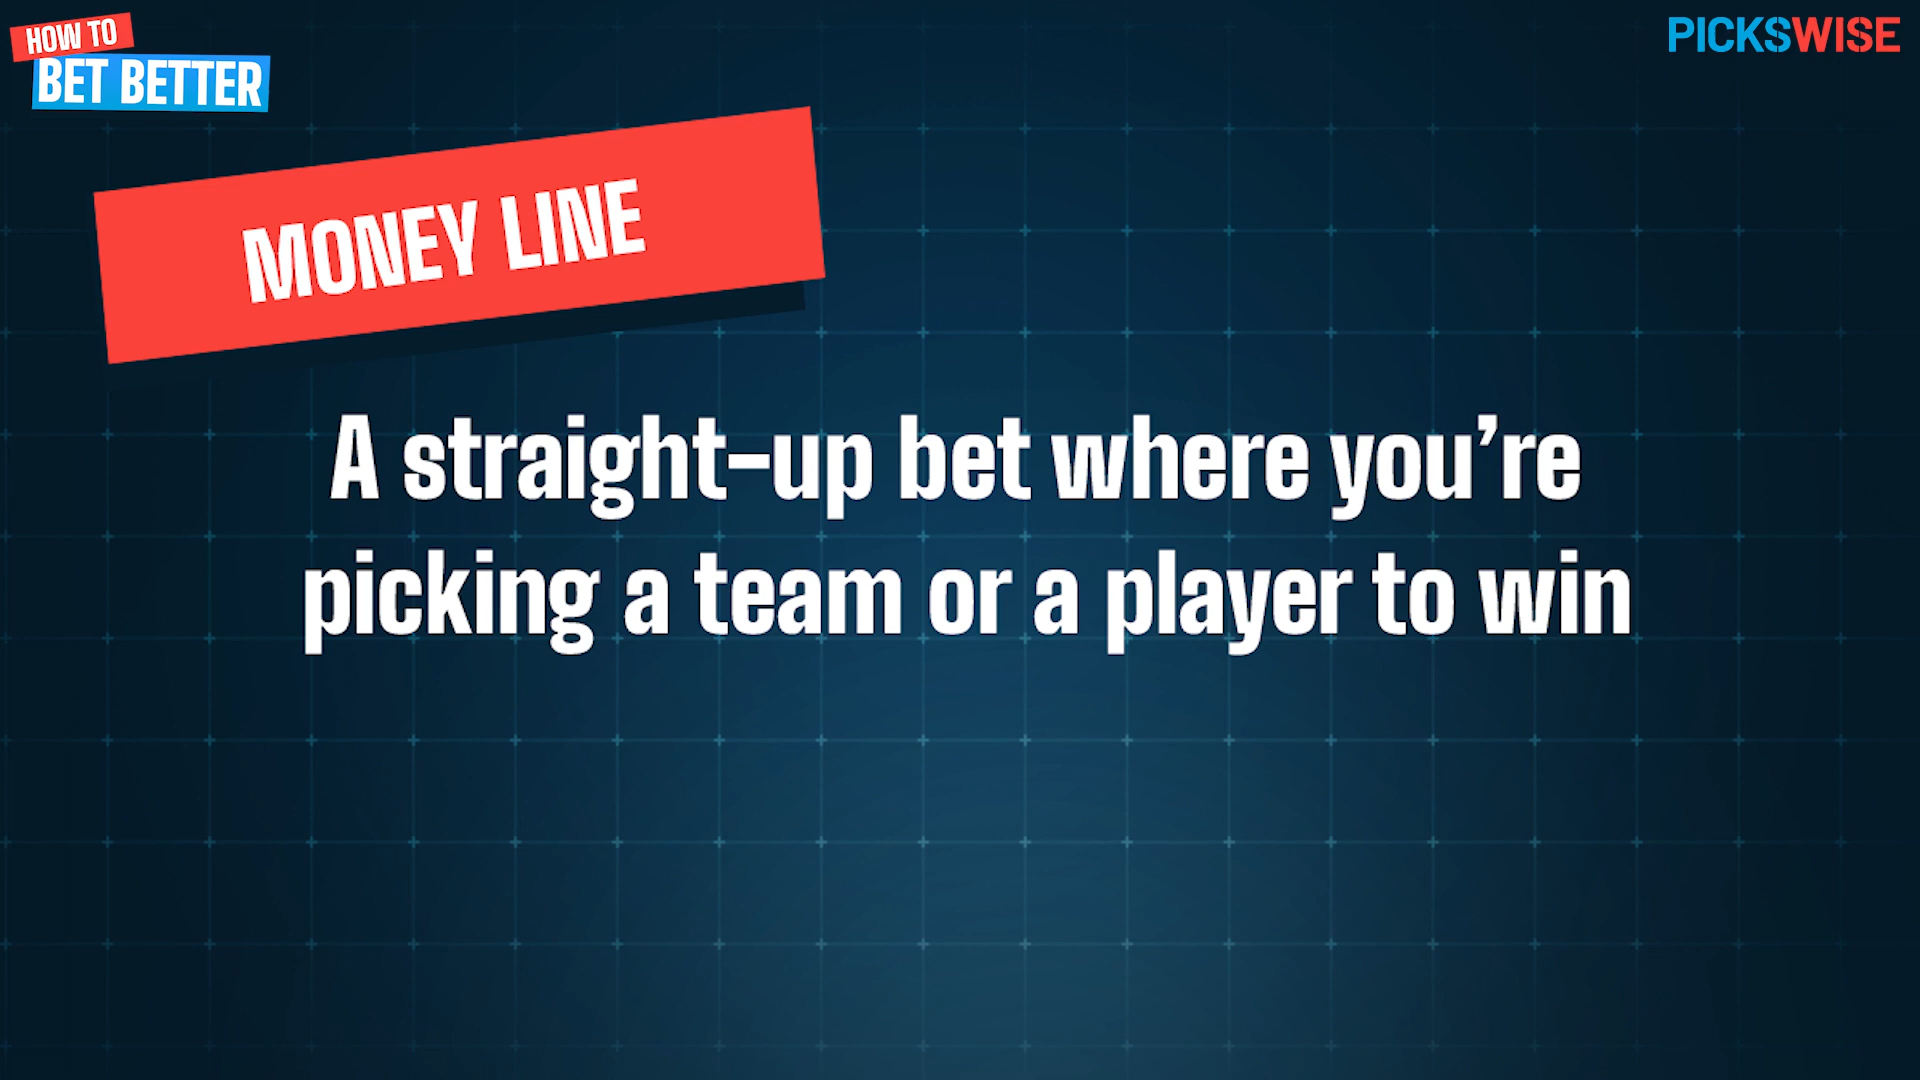 HOW TO
BET BETTER
PICKSWISE
MONEY LINE
A straight-up bet where you’re
picking a team or a player to win